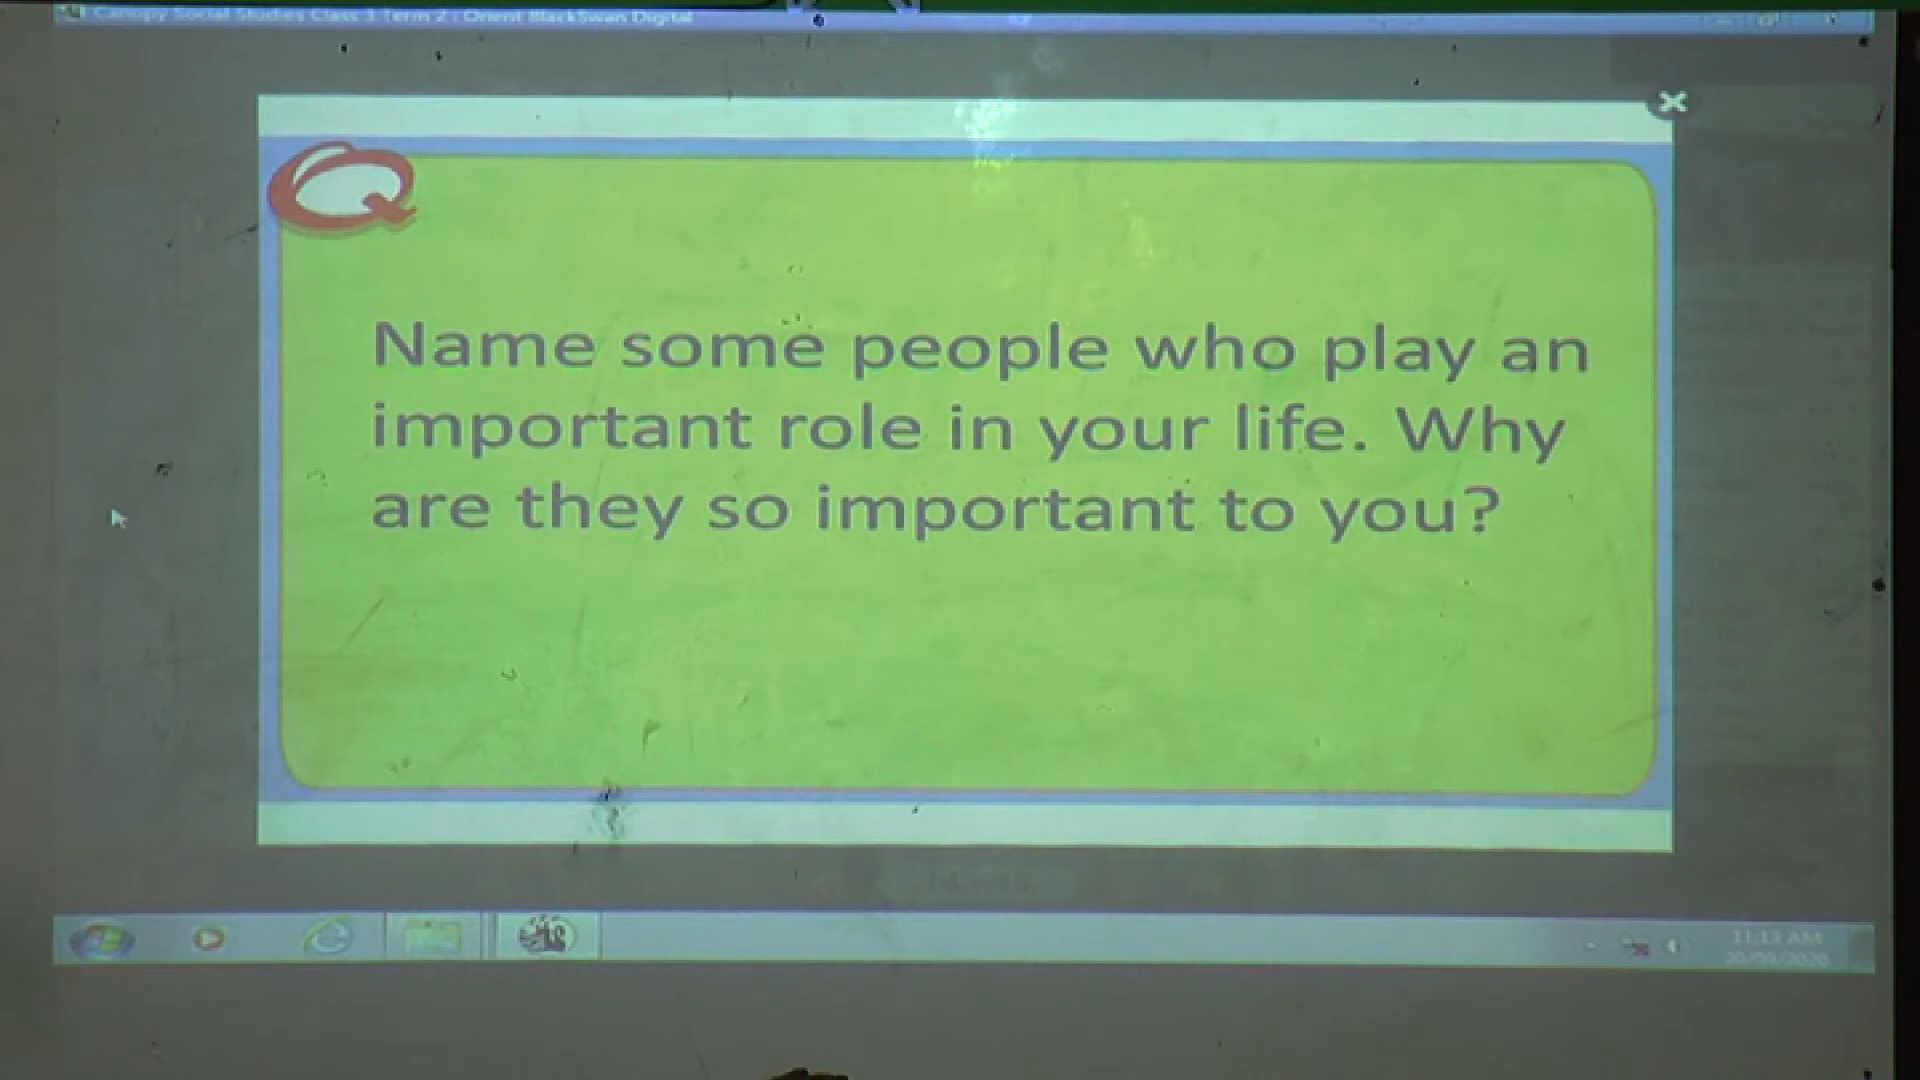 Canopy Social Studies Class 3 Term 2 : Orient BlackSwan Digital
Q
Name some people who play an
important role in your life. Why
are they so important to you?
11:13 AM